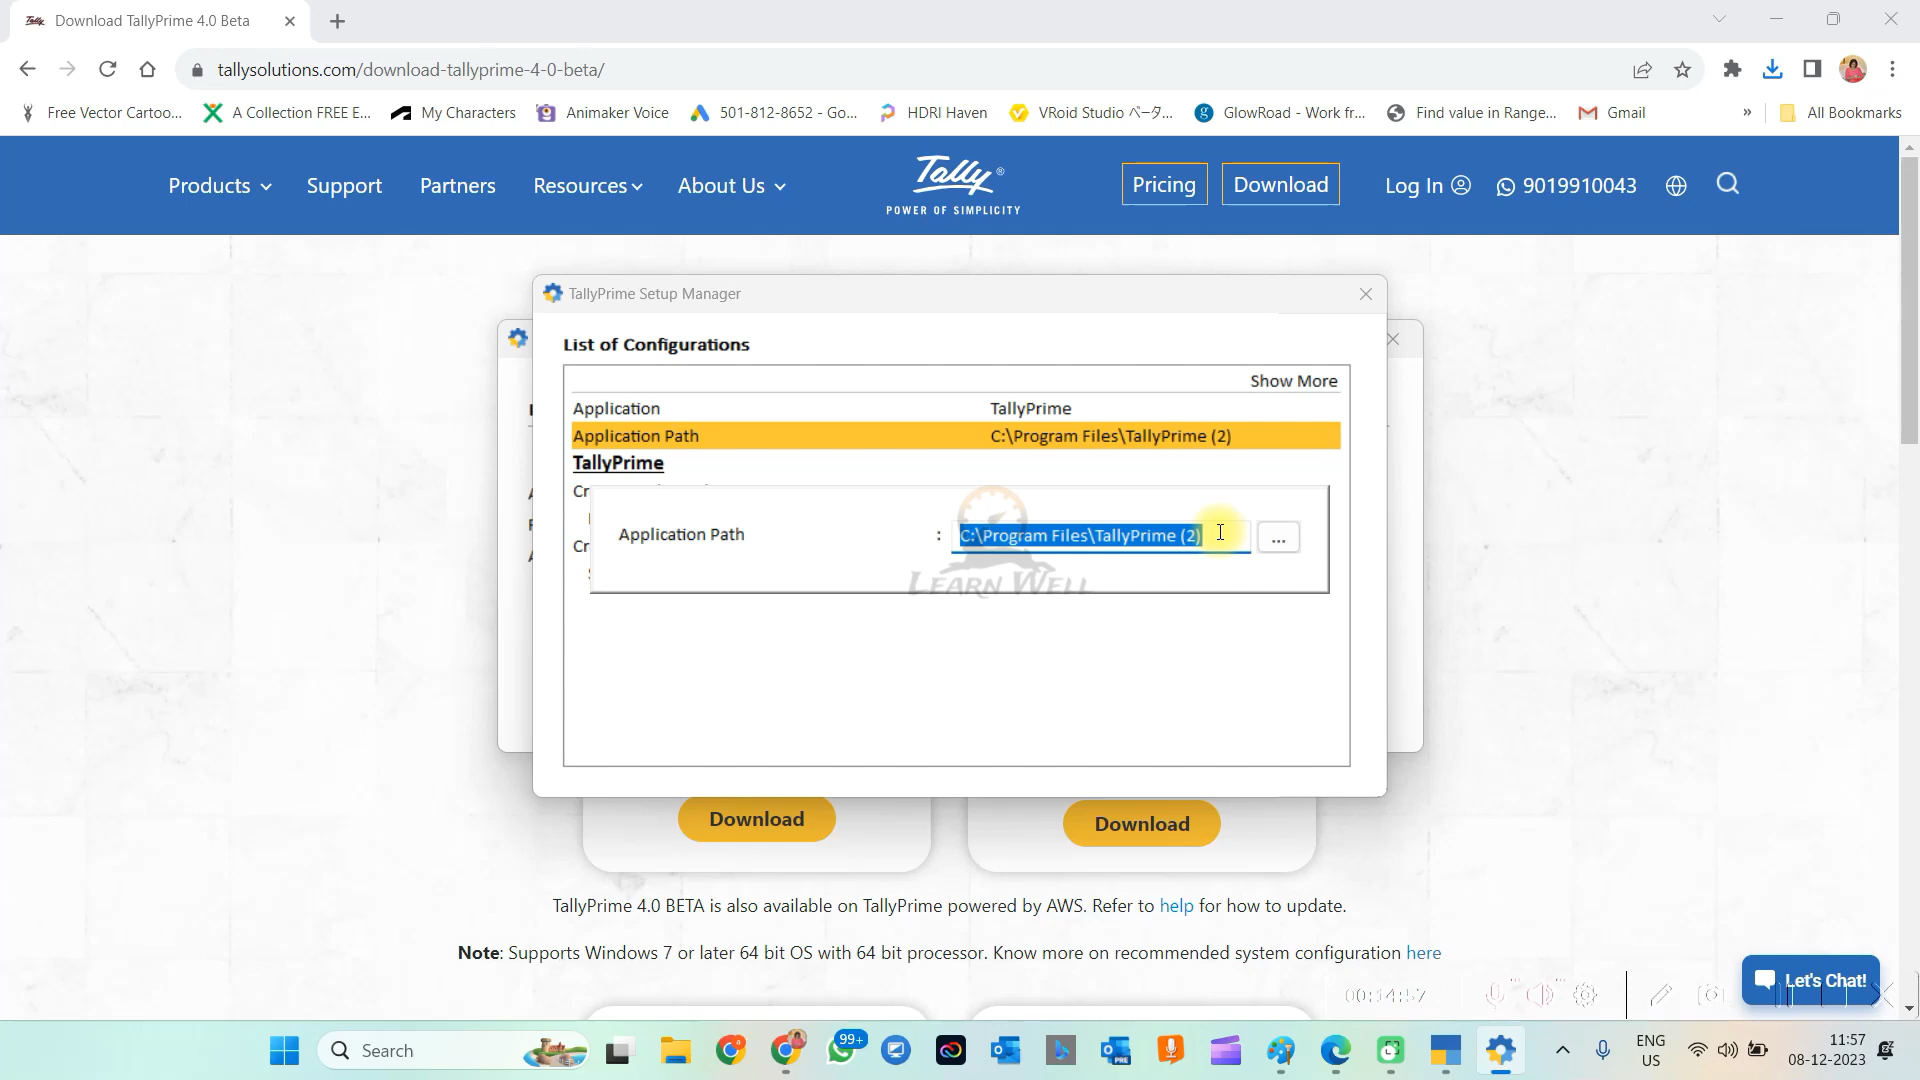 Download TallyPrime 4.0 Beta
tallysolutions.com/download-tallyprime-4-0-beta/
Free Vector Cartoo...
A Collection FREE E...
My Characters
Animaker Voice
501-812-8652 - Go...
HDRI Haven
VRoid Studio ベータ...
GlowRoad - Work fr...
Find value in Range...
Gmail
»
All Bookmarks
Products
Support
Partners
Resources
About Us
Tally®
POWER OF SIMPLICITY
Pricing
Download
Log In
9019910043
TallyPrime Setup Manager
List of Configurations
Show More
Application TallyPrime
Application Path C:\Program Files\TallyPrime (2)
TallyPrime
Application Path : C:\Program Files\TallyPrime (2) ...
LEARN WELL
Download
Download
TallyPrime 4.0 BETA is also available on TallyPrime powered by AWS. Refer to help for how to update.
Note: Supports Windows 7 or later 64 bit OS with 64 bit processor. Know more on recommended system configuration here
Let's Chat!
00:14:57
Search
99+
PRE
ENG
US
11:57
08-12-2023